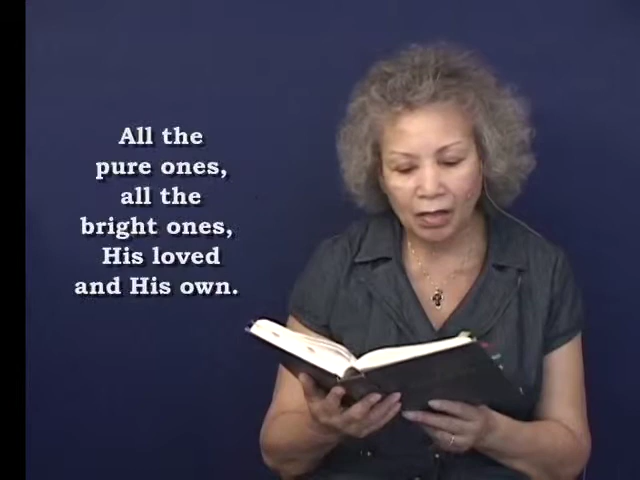 All the
pure ones,
all the
bright ones,
His loved
and His own.